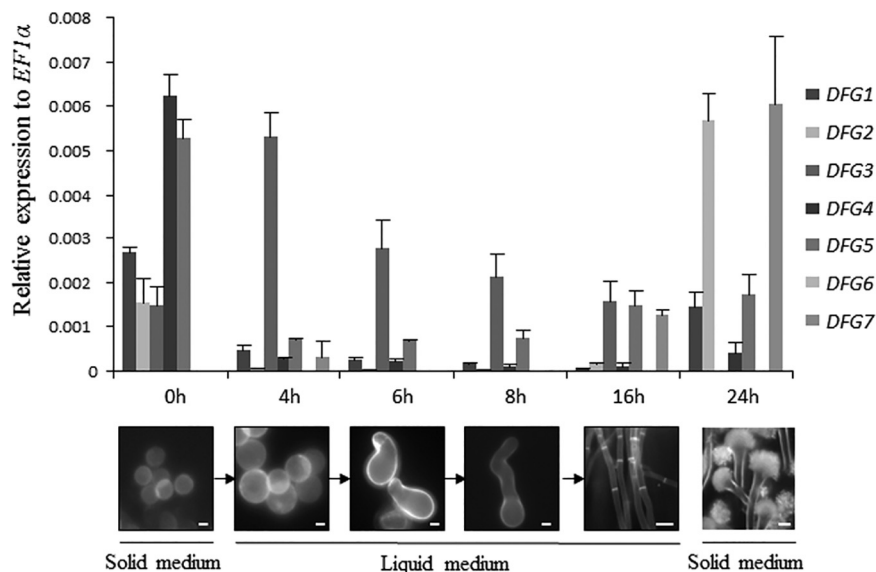 Relative expression to EF1α
0.008
0.007
0.006
0.005
0.004
0.003
0.002
0.001
0
DFG1
DFG2
DFG3
DFG4
DFG5
DFG6
DFG7
0h 4h 6h 8h 16h 24h
Solid medium Liquid medium Solid medium